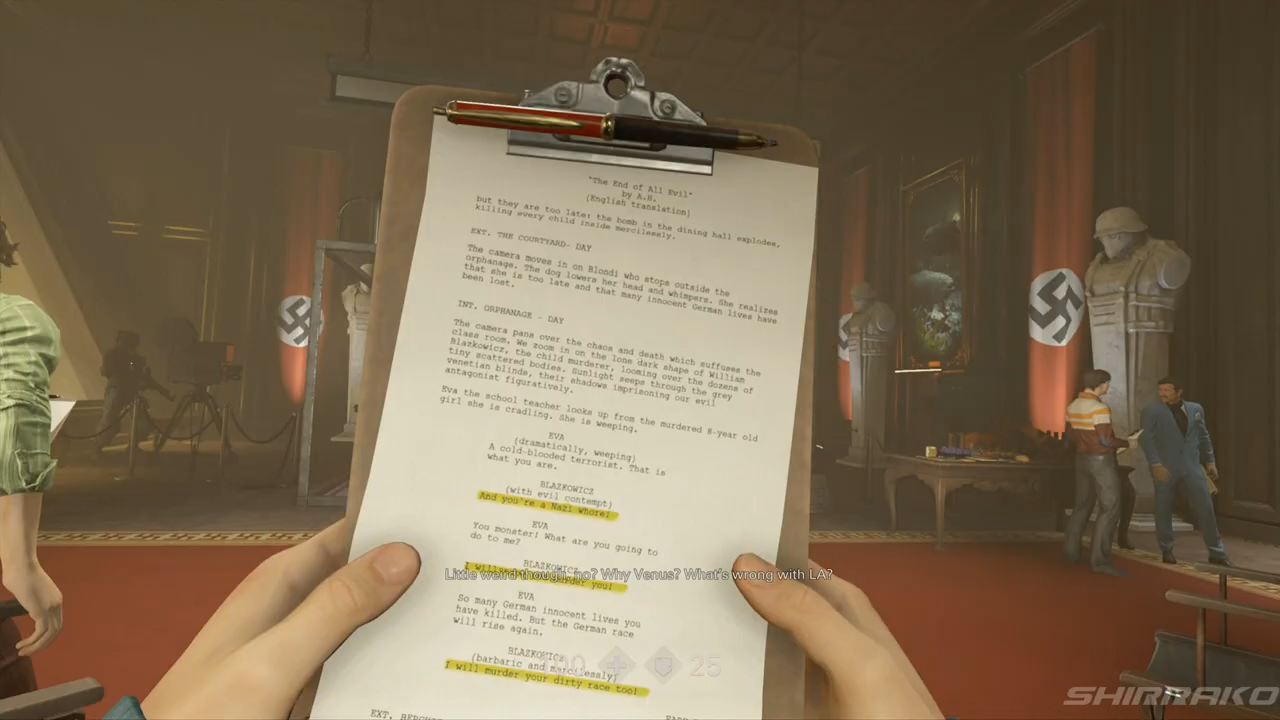 "The End of All Evil"
by A.H.
(English translation)
but they are too late: the bomb in the dining hall explodes,
killing every child inside mercilessly.
EXT. THE COURTYARD- DAY
The camera moves in on Blondi who stops outside the
orphanage. The dog lowers her head and whimpers. She realizes
that she is too late and that many innocent German lives have
been lost.
INT. ORPHANAGE - DAY
The camera pans over the chaos and death which suffuses the
class room. We zoom in on the lone dark shape of William
Blazkowicz, the child murderer, looming over the dozens of
tiny scattered bodies. Sunlight seeps through the grey
venetian blinds, their shadows imprisoning our evil
antagonist figuratively.
Eva the school teacher looks up from the murdered 8-year old
girl she is cradling. She is weeping.
EVA
(dramatically, weeping)
A cold-blooded terrorist. That is
what you are.
BLAZKOWICZ
(with evil contempt)
And you're a Nazi whore!
EVA
You monster! What are you going to
do to me?
BLAZKOWICZ
I will murder you!
Little weird though, no? Why Venus? What's wrong with LA?
EVA
So many German innocent lives you
have killed. But the German race
will rise again.
BLAZKOWICZ
(barbaric and mercilessly)
I will murder your dirty race too!
100 25
EXT.
SHIRRAKO